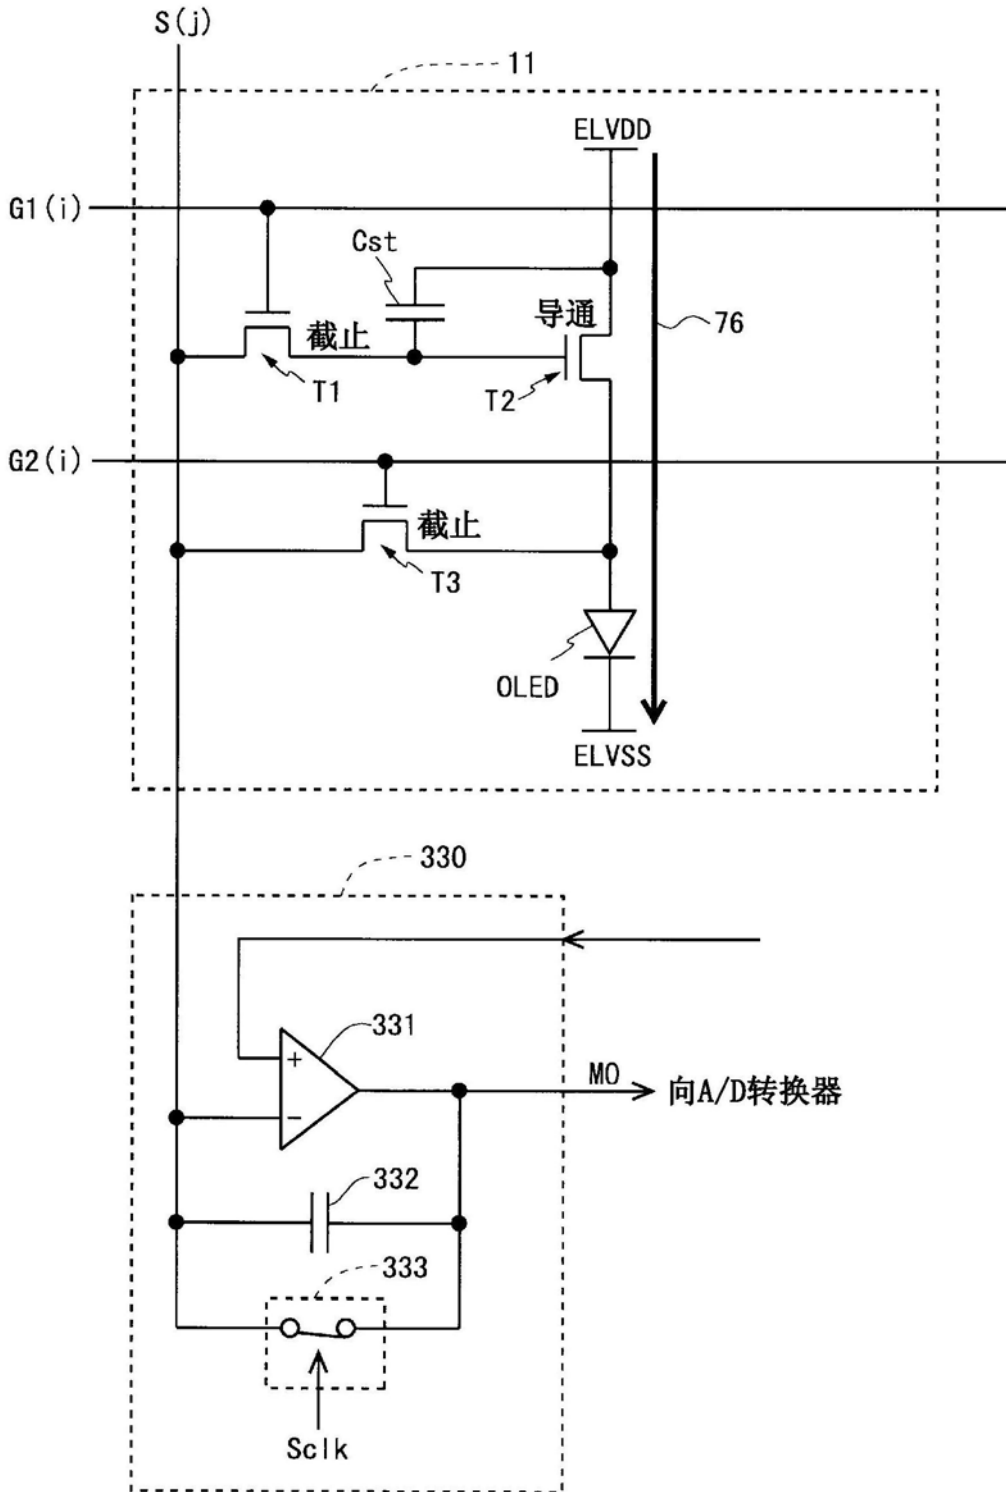 S(j)
11
ELVDD
G1(i)
Cst
导通
76
截止
T1
T2
G2(i)
截止
T3
OLED
ELVSS
330
331
+
−
MO
向A/D转换器
332
333
Sclk